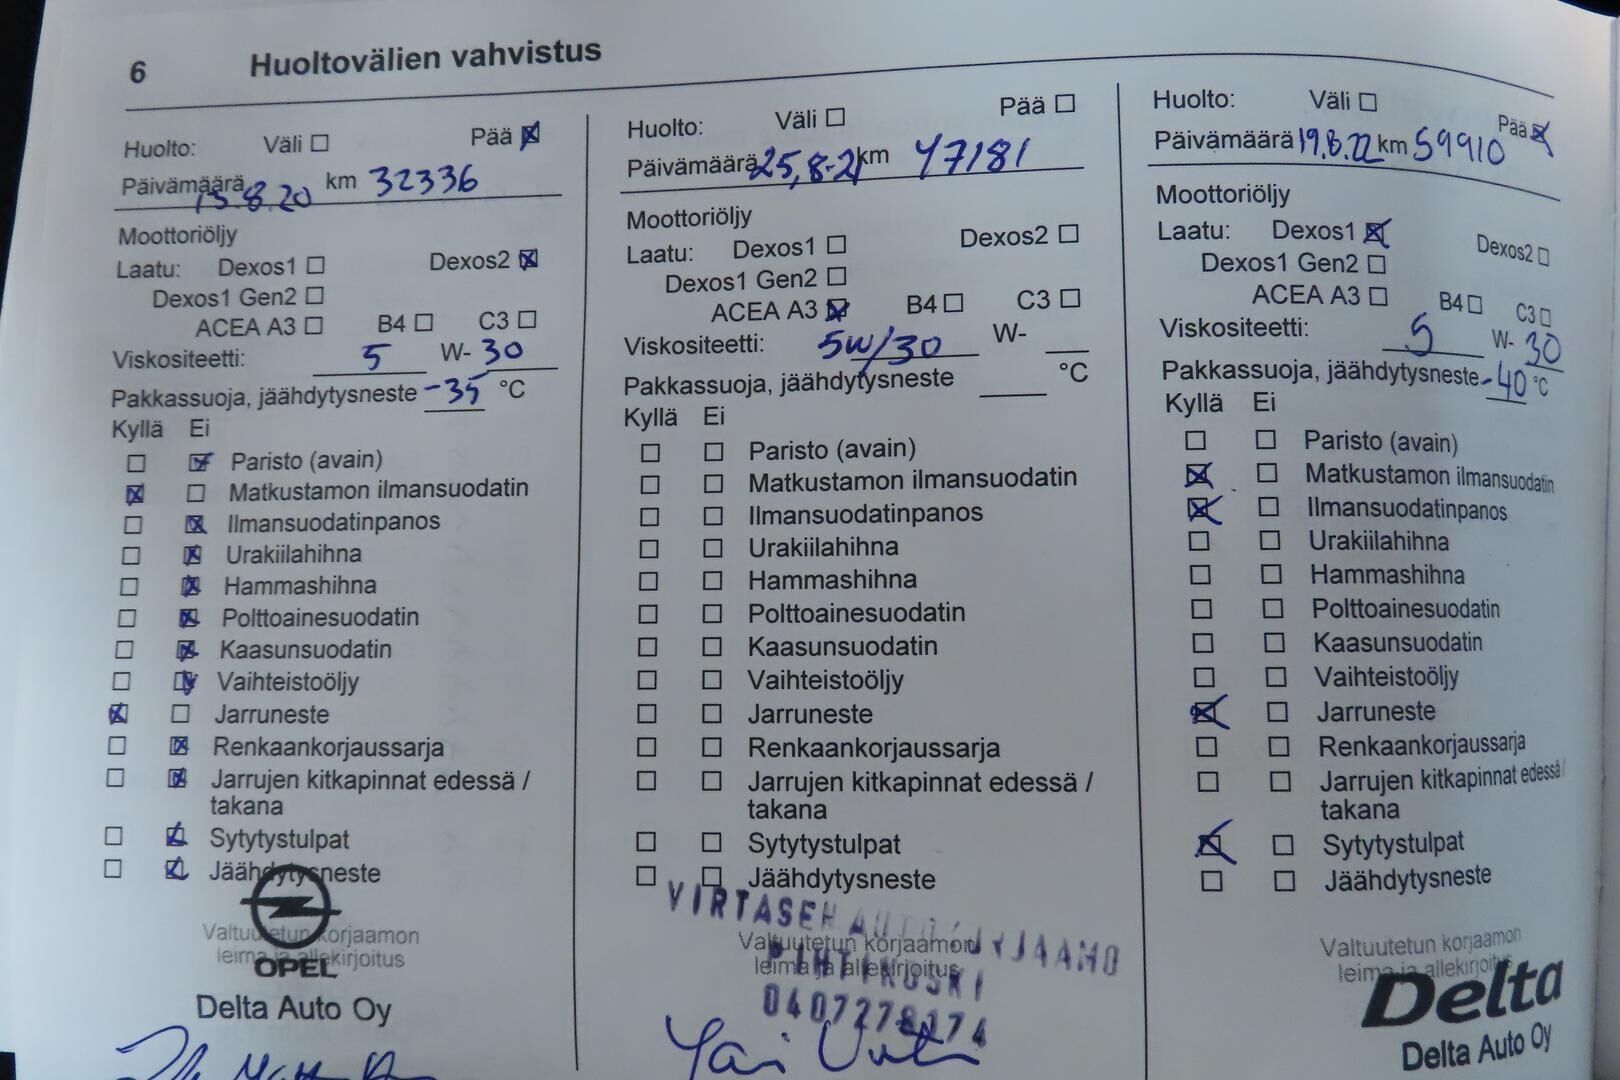 6 Huoltovälien vahvistus
Huolto: Väli ☐ Pää ☒
Päivämäärä 13.8.20 km 32336
Moottoriöljy
Laatu: Dexos1 ☐ Dexos2 ☒
Dexos1 Gen2 ☐
ACEA A3 ☐ B4 ☐ C3 ☐
Viskositeetti: 5 W- 30
Pakkassuoja, jäähdytysneste -35 °C
Kyllä Ei
☐ ☒ Paristo (avain)
☒ ☐ Matkustamon ilmansuodatin
☐ ☒ Ilmansuodatinpanos
☐ ☒ Urakiilahihna
☐ ☒ Hammashihna
☐ ☒ Polttoainesuodatin
☐ ☒ Kaasunsuodatin
☐ ☒ Vaihteistoöljy
☒ ☐ Jarruneste
☐ ☒ Renkaankorjaussarja
☐ ☒ Jarrujen kitkapinnat edessä /
takana
☐ ☒ Sytytystulpat
☐ ☒ Jäähdytysneste
Valtuutetun korjaamon
leima ja allekirjoitus
OPEL
Delta Auto Oy
Huolto: Väli ☐ Pää ☐
Päivämäärä 25,8-21 km 47181
Moottoriöljy
Laatu: Dexos1 ☐ Dexos2 ☐
Dexos1 Gen2 ☐
ACEA A3 ☒ B4 ☐ C3 ☐
Viskositeetti: 5W/30 W-
Pakkassuoja, jäähdytysneste °C
Kyllä Ei
☐ ☐ Paristo (avain)
☐ ☐ Matkustamon ilmansuodatin
☐ ☐ Ilmansuodatinpanos
☐ ☐ Urakiilahihna
☐ ☐ Hammashihna
☐ ☐ Polttoainesuodatin
☐ ☐ Kaasunsuodatin
☐ ☐ Vaihteistoöljy
☐ ☐ Jarruneste
☐ ☐ Renkaankorjaussarja
☐ ☐ Jarrujen kitkapinnat edessä /
takana
☐ ☐ Sytytystulpat
☐ ☐ Jäähdytysneste
VIRTASEN AUTOKORJAAMO
Valtuutetun korjaamon
leima ja allekirjoitus
0407278174
Huolto: Väli ☐ Pää ☒
Päivämäärä 19.8.22 km 59910
Moottoriöljy
Laatu: Dexos1 ☒ Dexos2 ☐
Dexos1 Gen2 ☐
ACEA A3 ☐ B4 ☐ C3 ☐
Viskositeetti: 5 W- 30
Pakkassuoja, jäähdytysneste -40 °C
Kyllä Ei
☐ ☐ Paristo (avain)
☒ ☐ Matkustamon ilmansuodatin
☒ ☐ Ilmansuodatinpanos
☐ ☐ Urakiilahihna
☐ ☐ Hammashihna
☐ ☐ Polttoainesuodatin
☐ ☐ Kaasunsuodatin
☐ ☐ Vaihteistoöljy
☒ ☐ Jarruneste
☐ ☐ Renkaankorjaussarja
☐ ☐ Jarrujen kitkapinnat edessä /
takana
☒ ☐ Sytytystulpat
☐ ☐ Jäähdytysneste
Valtuutetun korjaamon
leima ja allekirjoitus
Delta
Delta Auto Oy